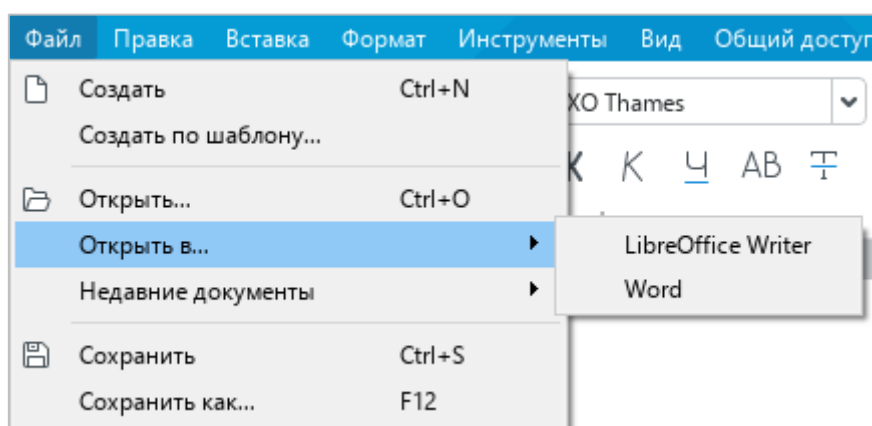 Файл Правка Вставка Формат Инструменты Вид Общий доступ
Создать Ctrl+N
XO Thames
Создать по шаблону...
К Ч АВ Т
Открыть... Ctrl+O
Открыть в...
LibreOffice Writer
Недавние документы
Word
Сохранить Ctrl+S
Сохранить как... F12